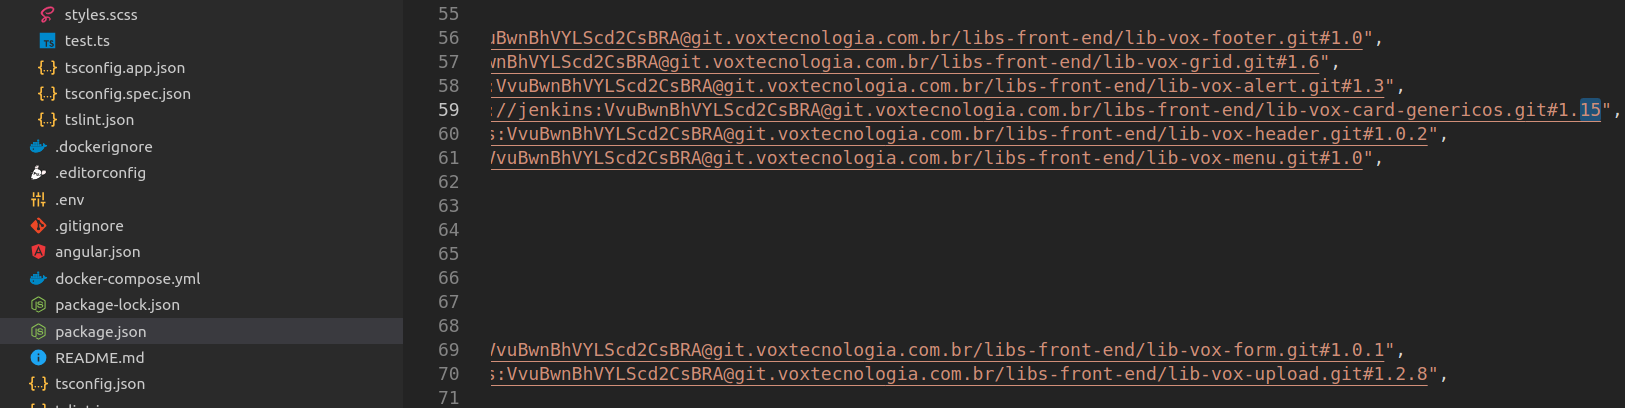 styles.scss
test.ts
tsconfig.app.json
tsconfig.spec.json
tslint.json
.dockerignore
.editorconfig
.env
.gitignore
angular.json
docker-compose.yml
package-lock.json
package.json
README.md
tsconfig.json
55
56 uBwnBhVYLScd2CsBRA@git.voxtecnologia.com.br/libs-front-end/lib-vox-footer.git#1.0",
57 wnBhVYLScd2CsBRA@git.voxtecnologia.com.br/libs-front-end/lib-vox-grid.git#1.6",
58 :VvuBwnBhVYLScd2CsBRA@git.voxtecnologia.com.br/libs-front-end/lib-vox-alert.git#1.3",
59 ://jenkins:VvuBwnBhVYLScd2CsBRA@git.voxtecnologia.com.br/libs-front-end/lib-vox-card-genericos.git#1.15",
60 s:VvuBwnBhVYLScd2CsBRA@git.voxtecnologia.com.br/libs-front-end/lib-vox-header.git#1.0.2",
61 VvuBwnBhVYLScd2CsBRA@git.voxtecnologia.com.br/libs-front-end/lib-vox-menu.git#1.0",
62
63
64
65
66
67
68
69 VvuBwnBhVYLScd2CsBRA@git.voxtecnologia.com.br/libs-front-end/lib-vox-form.git#1.0.1",
70 s:VvuBwnBhVYLScd2CsBRA@git.voxtecnologia.com.br/libs-front-end/lib-vox-upload.git#1.2.8",
71